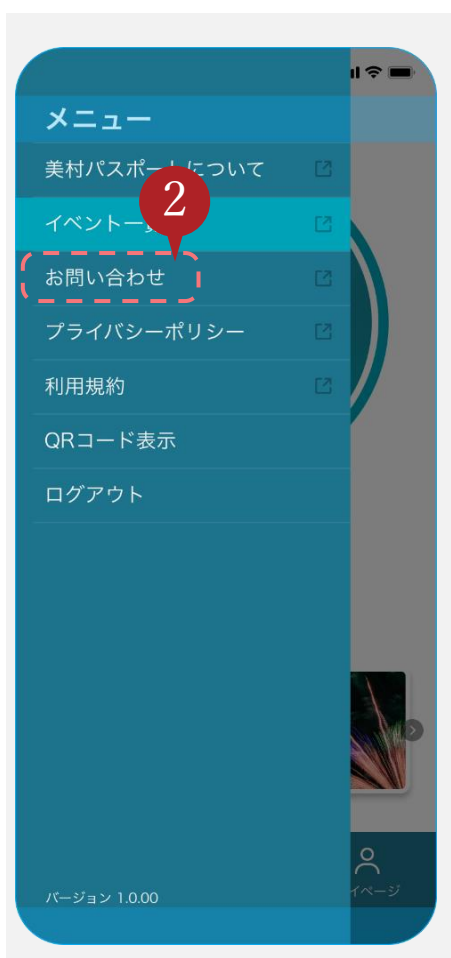 メニュー
美村パスポートについて
イベント一
2
お問い合わせ
プライバシーポリシー
利用規約
QRコード表示
ログアウト
イページ
バージョン 1.0.00